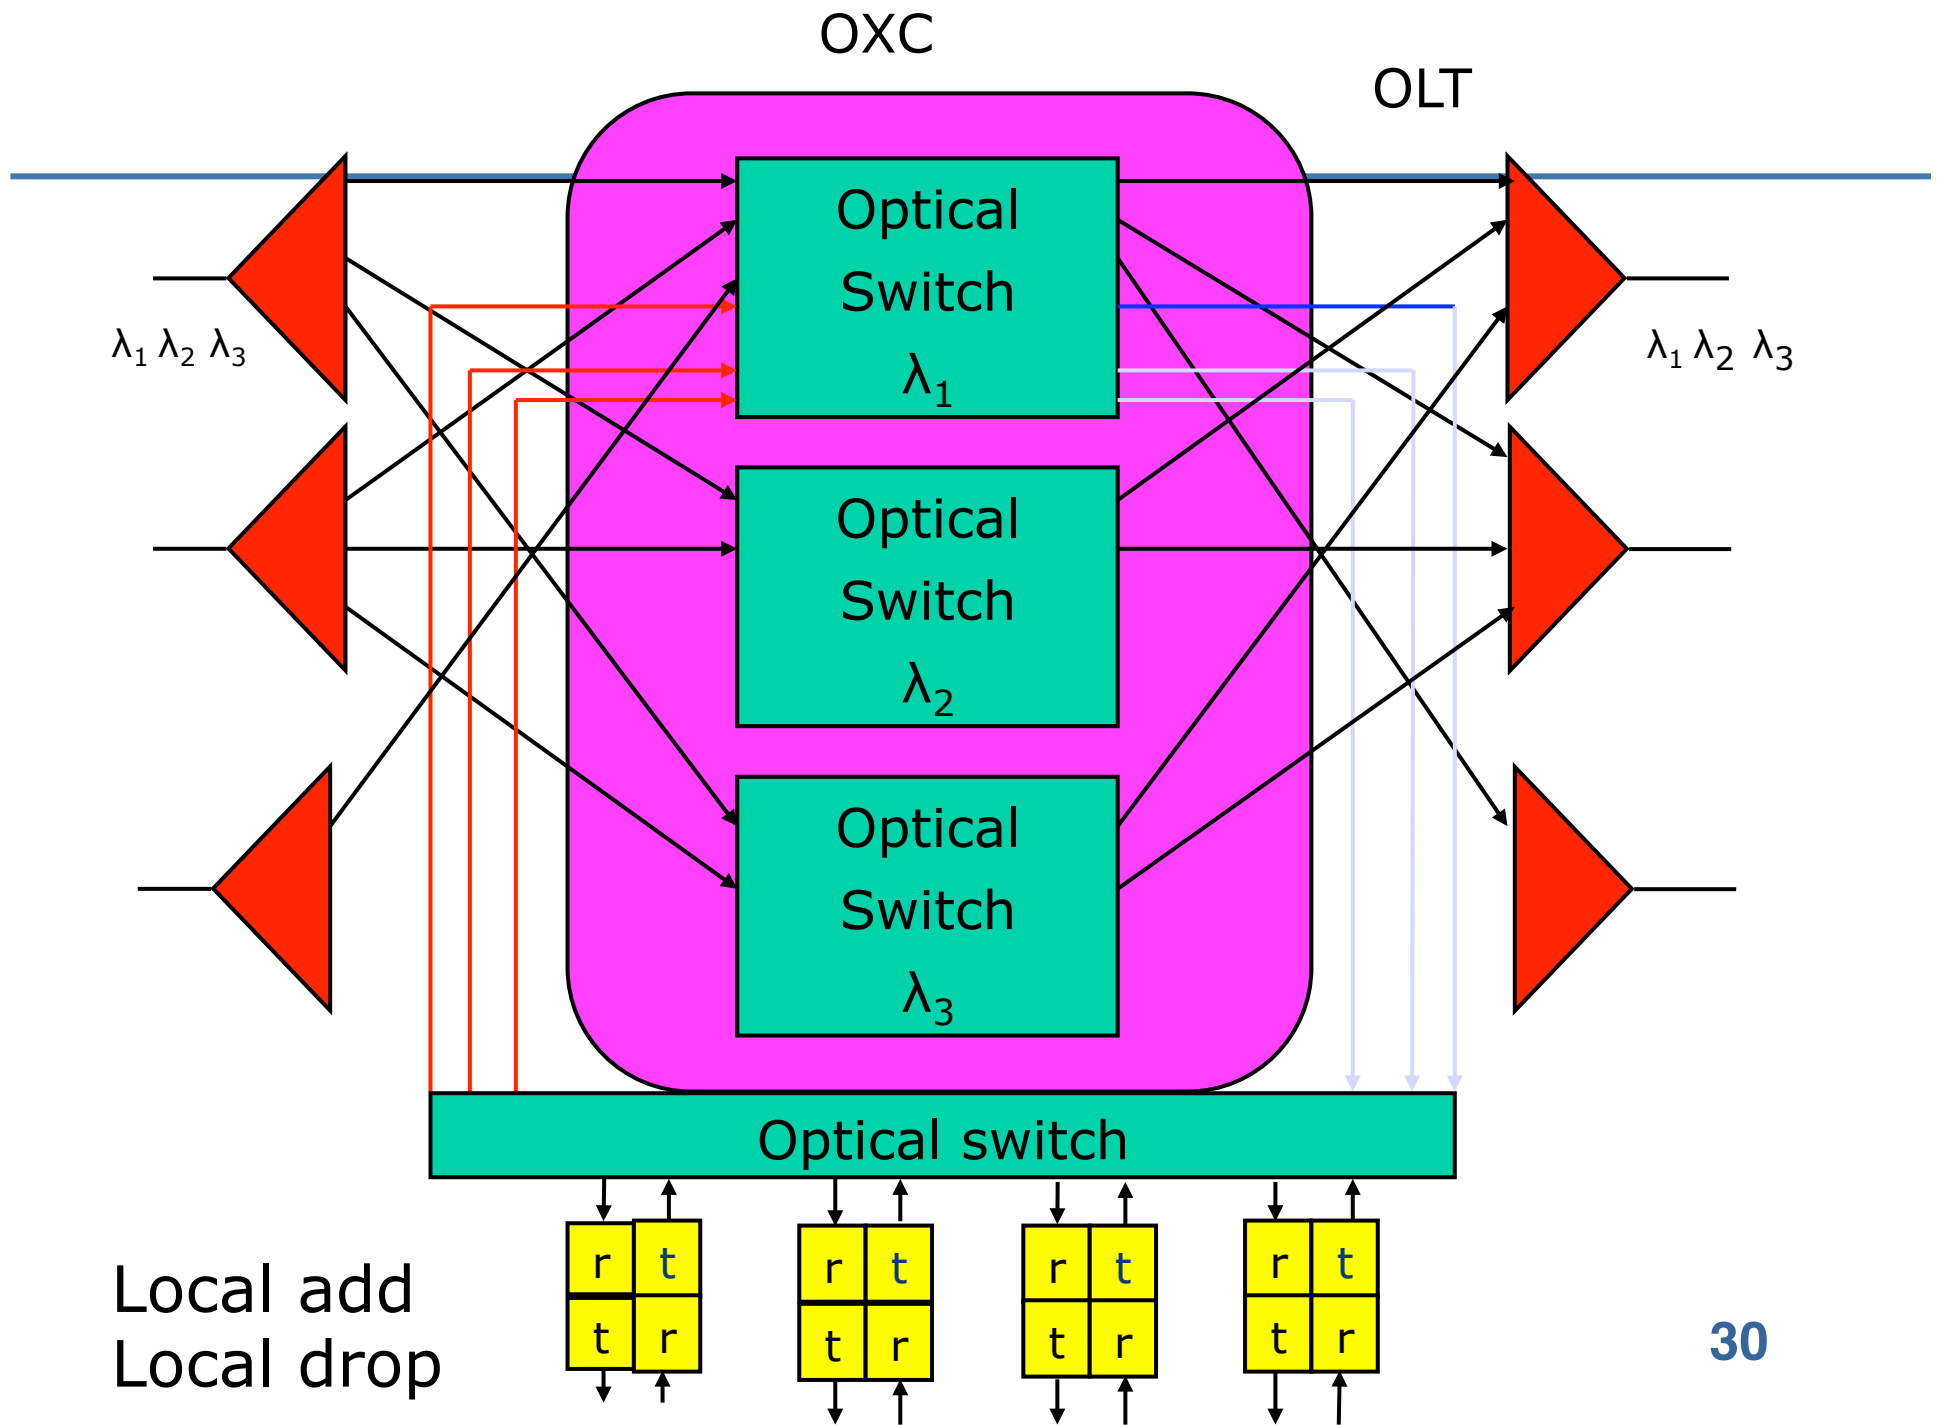 OXC
OLT
Optical
Switch
λ1
λ1 λ2 λ3
λ1 λ2 λ3
Optical
Switch
λ2
Optical
Switch
λ3
Optical switch
r t r t r t r t
t r t r t r t r
Local add
Local drop
30